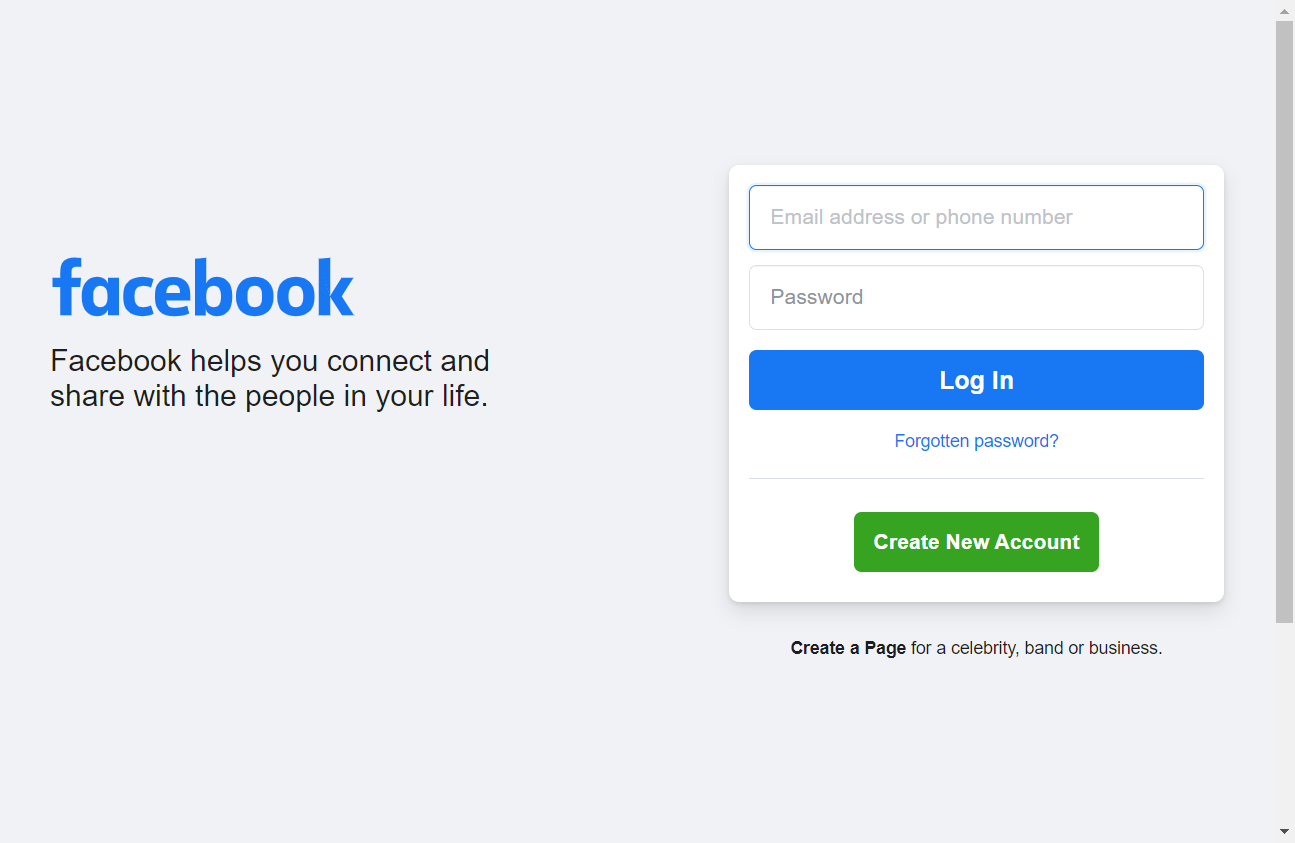 facebook
Facebook helps you connect and
share with the people in your life.
Email address or phone number
Password
Log In
Forgotten password?
Create New Account
Create a Page for a celebrity, band or business.